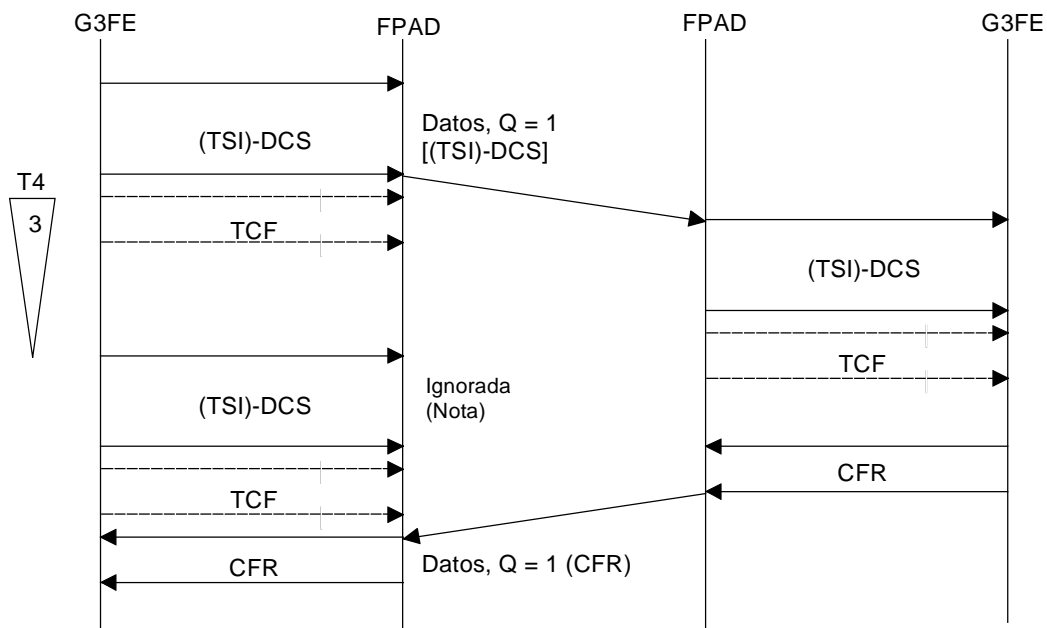 G3FE
FPAD
FPAD
G3FE
(TSI)-DCS
Datos, Q = 1
[(TSI)-DCS]
T4
3
TCF
(TSI)-DCS
TCF
(TSI)-DCS
Ignorada
(Nota)
CFR
TCF
CFR
Datos, Q = 1 (CFR)